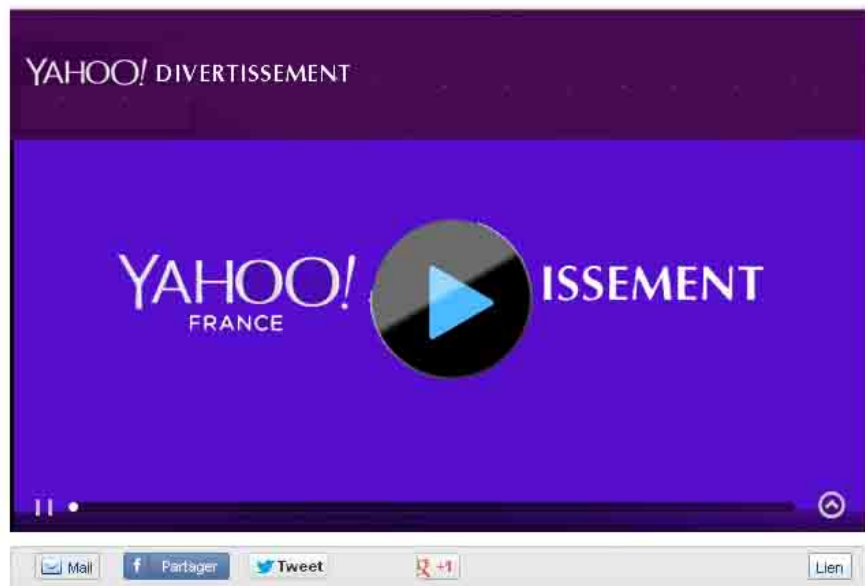 YAHOO! DIVERTISSEMENT
YAHOO! ISSEMENT
FRANCE
Mail
f Partager
Tweet
g +1
Lien